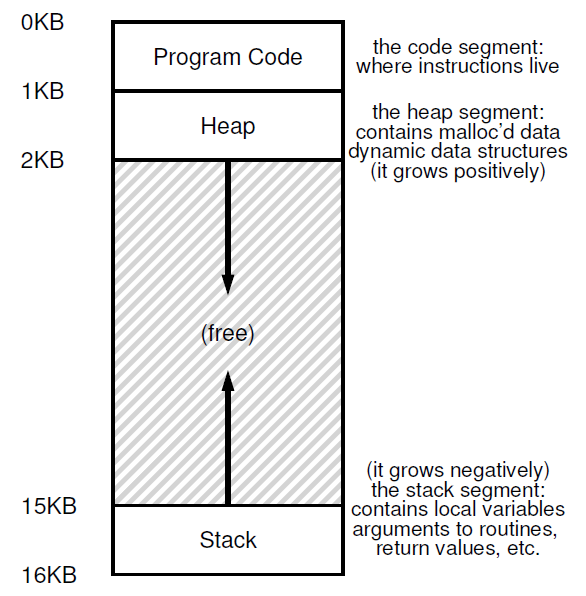 0KB
Program Code
the code segment:
where instructions live
1KB
Heap
the heap segment:
contains malloc'd data
dynamic data structures
(it grows positively)
2KB
(free)
(it grows negatively)
the stack segment:
contains local variables
arguments to routines,
return values, etc.
15KB
Stack
16KB